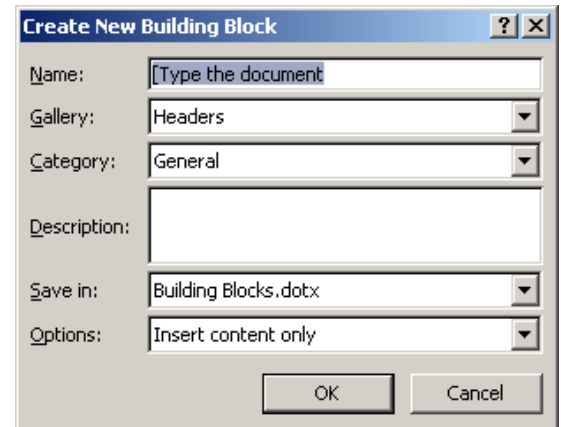 Create New Building Block
Name: [Type the document
Gallery: Headers
Category: General
Description:
Save in: Building Blocks.dotx
Options: Insert content only
OK Cancel